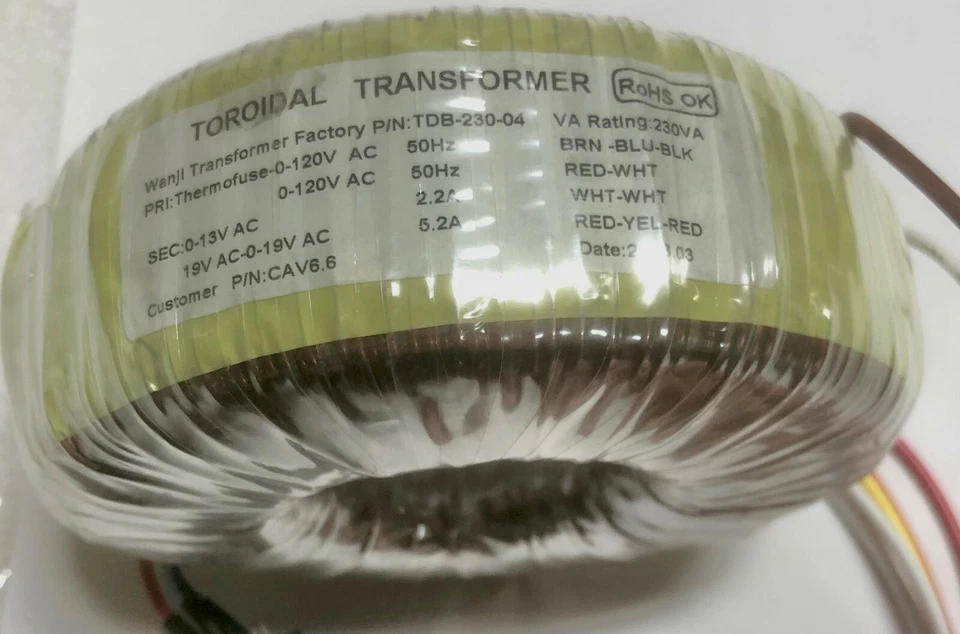 TOROIDAL TRANSFORMER RoHS OK
Wanji Transformer Factory P/N:TDB-230-04 VA Rating:230VA
PRI:Thermofuse-0-120V AC 50Hz BRN -BLU-BLK
0-120V AC 50Hz RED-WHT
SEC:0-13V AC 2.2A WHT-WHT
19V AC-0-19V AC 5.2A RED-YEL-RED
Customer P/N:CAV6.6 Date: